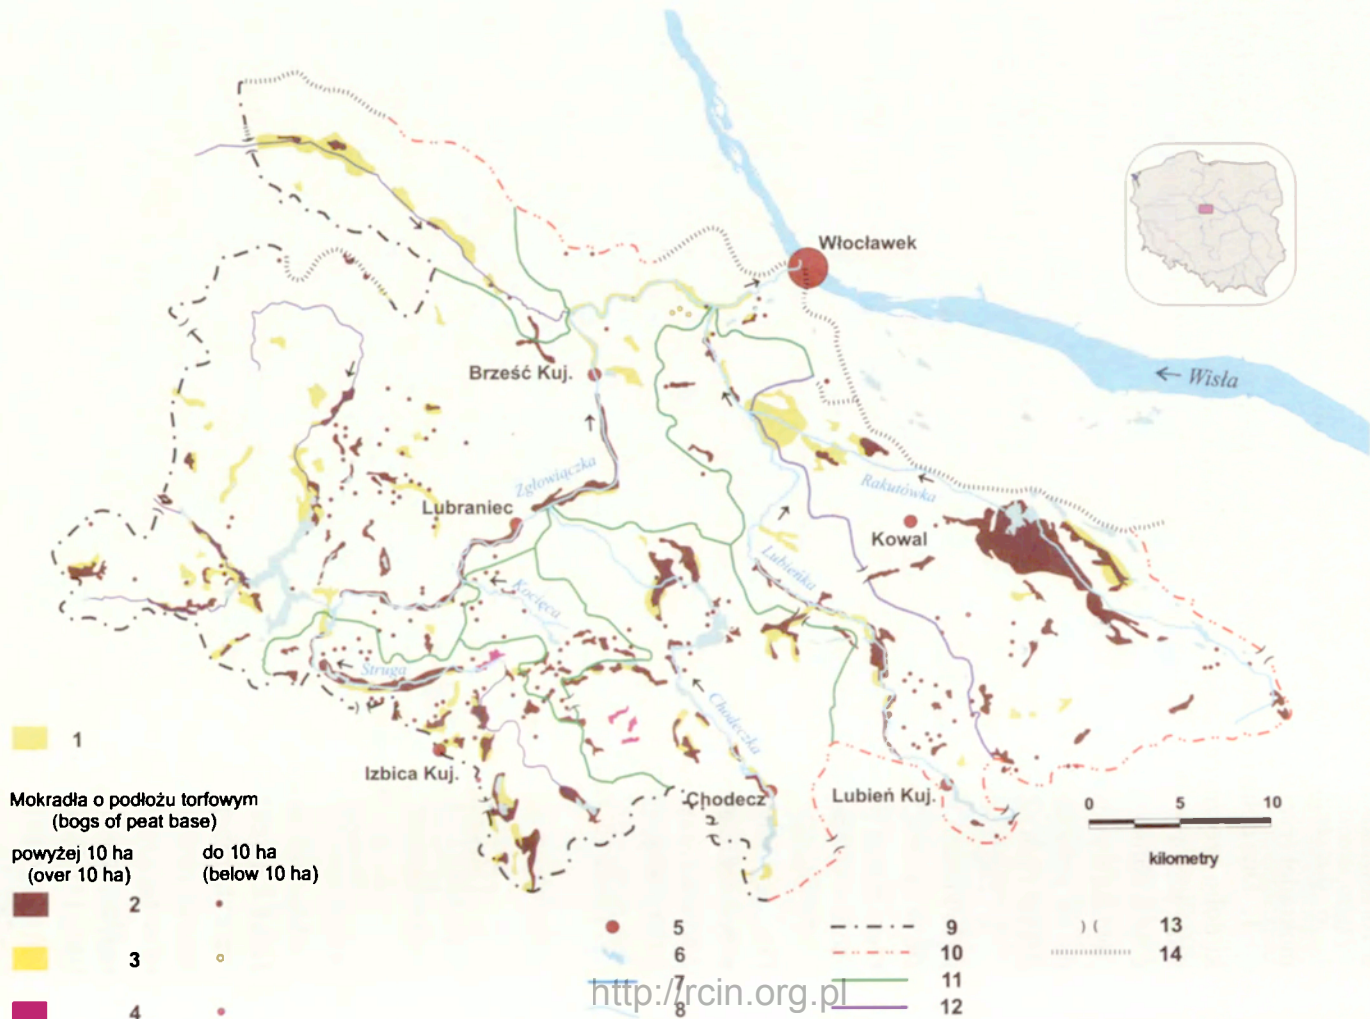 Włocławek
← Wisła
Brześć Kuj.
Zgłowiączka
Lubraniec
Rakutówka
Kowal
Lubieńka
Kocięca
Struga
Chodeczka
Izbica Kuj.
Chodecz
Lubień Kuj.
0 5 10
kilometry
1
Mokradła o podłożu torfowym
(bogs of peat base)
powyżej 10 ha do 10 ha
(over 10 ha) (below 10 ha)
2
3
4
5
6
7
8
9
10
11
12
13
14
http://rcin.org.pl